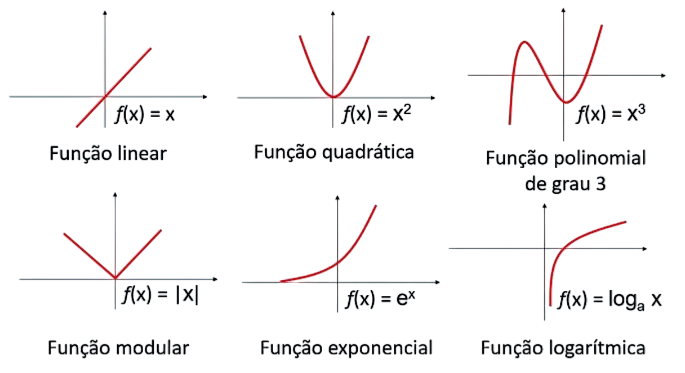 f(x) = x
f(x) = x²
f(x) = x³
Função linear
Função quadrática
Função polinomial
de grau 3
f(x) = |x|
f(x) = eˣ
f(x) = logₐ x
Função modular
Função exponencial
Função logarítmica